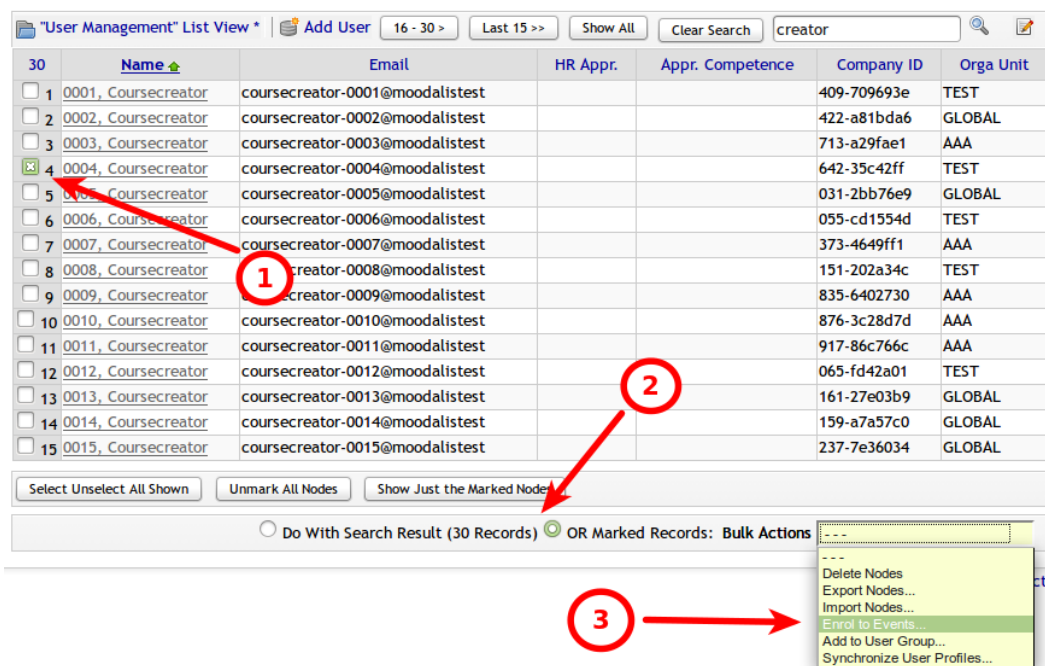 "User Management" List View * Add User 16 - 30 > Last 15 >> Show All Clear Search creator
30 Name Email HR Appr. Appr. Competence Company ID Orga Unit
1 0001, Coursecreator coursecreator-0001@moodalistest 409-709693e TEST
2 0002, Coursecreator coursecreator-0002@moodalistest 422-a81bda6 GLOBAL
3 0003, Coursecreator coursecreator-0003@moodalistest 713-a29fae1 AAA
4 0004, Coursecreator coursecreator-0004@moodalistest 642-35c42ff TEST
5 0005, Coursecreator coursecreator-0005@moodalistest 031-2bb76e9 GLOBAL
6 0006, Coursecreator coursecreator-0006@moodalistest 055-cd1554d TEST
7 0007, Coursecreator coursecreator-0007@moodalistest 373-4649ff1 AAA
8 0008, Coursecreator coursecreator-0008@moodalistest 151-202a34c TEST
1
9 0009, Coursecreator coursecreator-0009@moodalistest 835-6402730 AAA
10 0010, Coursecreator coursecreator-0010@moodalistest 876-3c28d7d AAA
11 0011, Coursecreator coursecreator-0011@moodalistest 917-86c766c AAA
12 0012, Coursecreator coursecreator-0012@moodalistest 065-fd42a01 TEST
2
13 0013, Coursecreator coursecreator-0013@moodalistest 161-27e03b9 GLOBAL
14 0014, Coursecreator coursecreator-0014@moodalistest 159-a7a57c0 GLOBAL
15 0015, Coursecreator coursecreator-0015@moodalistest 237-7e36034 GLOBAL
Select Unselect All Shown Unmark All Nodes Show Just the Marked Nodes
Do With Search Result (30 Records) OR Marked Records: Bulk Actions ---
---
Delete Nodes
Export Nodes...
Import Nodes...
3
Enrol to Events...
Add to User Group...
Synchronize User Profiles...